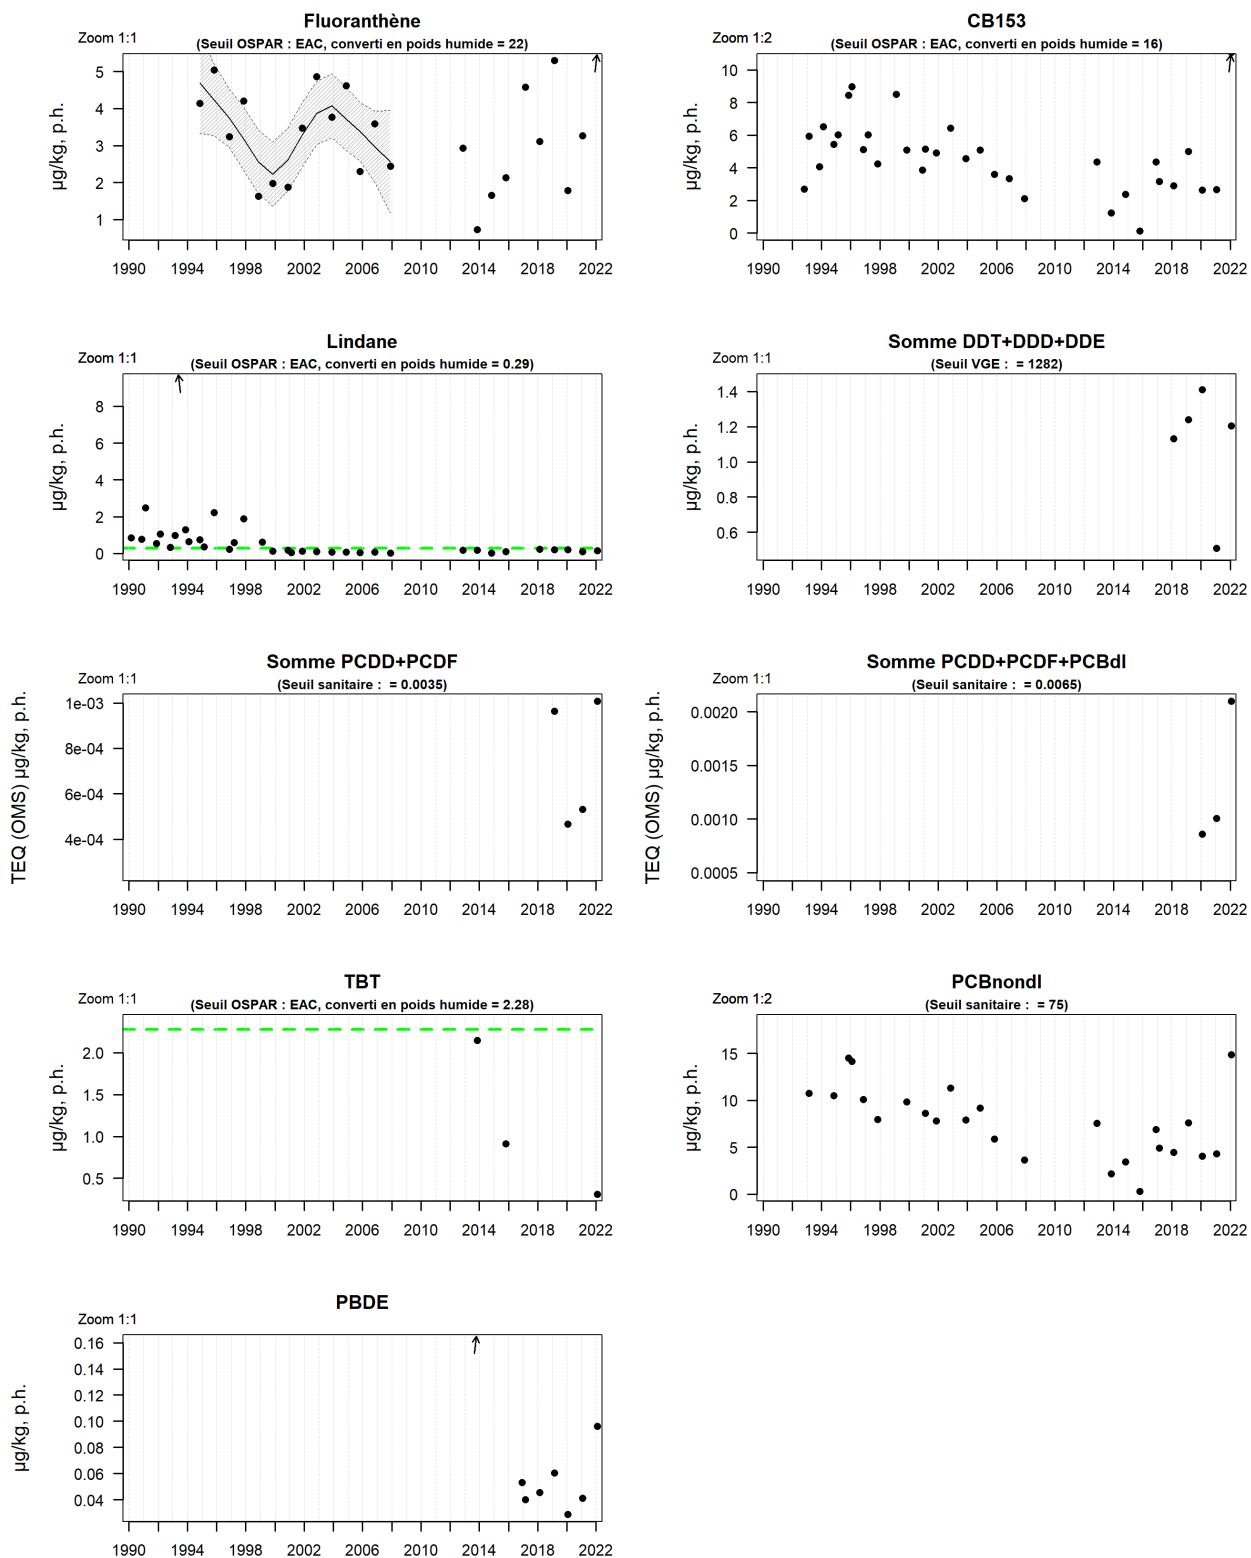 Fluoranthène
Zoom 1:1
(Seuil OSPAR : EAC, converti en poids humide = 22)
µg/kg, p.h.
5
4
3
2
1
1990 1994 1998 2002 2006 2010 2014 2018 2022
CB153
Zoom 1:2
(Seuil OSPAR : EAC, converti en poids humide = 16)
µg/kg, p.h.
10
8
6
4
2
0
1990 1994 1998 2002 2006 2010 2014 2018 2022
Lindane
Zoom 1:1
(Seuil OSPAR : EAC, converti en poids humide = 0.29)
µg/kg, p.h.
8
6
4
2
0
1990 1994 1998 2002 2006 2010 2014 2018 2022
Somme DDT+DDD+DDE
Zoom 1:1
(Seuil VGE :  = 1282)
µg/kg, p.h.
1.4
1.2
1.0
0.8
0.6
1990 1994 1998 2002 2006 2010 2014 2018 2022
Somme PCDD+PCDF
Zoom 1:1
(Seuil sanitaire :  = 0.0035)
TEQ (OMS) µg/kg, p.h.
1e-03
8e-04
6e-04
4e-04
1990 1994 1998 2002 2006 2010 2014 2018 2022
Somme PCDD+PCDF+PCBdl
Zoom 1:1
(Seuil sanitaire :  = 0.0065)
TEQ (OMS) µg/kg, p.h.
0.0020
0.0015
0.0010
0.0005
1990 1994 1998 2002 2006 2010 2014 2018 2022
TBT
Zoom 1:1
(Seuil OSPAR : EAC, converti en poids humide = 2.28)
µg/kg, p.h.
2.0
1.5
1.0
0.5
1990 1994 1998 2002 2006 2010 2014 2018 2022
PCBnondl
Zoom 1:2
(Seuil sanitaire :  = 75)
µg/kg, p.h.
15
10
5
0
1990 1994 1998 2002 2006 2010 2014 2018 2022
PBDE
Zoom 1:1
µg/kg, p.h.
0.16
0.14
0.12
0.10
0.08
0.06
0.04
1990 1994 1998 2002 2006 2010 2014 2018 2022